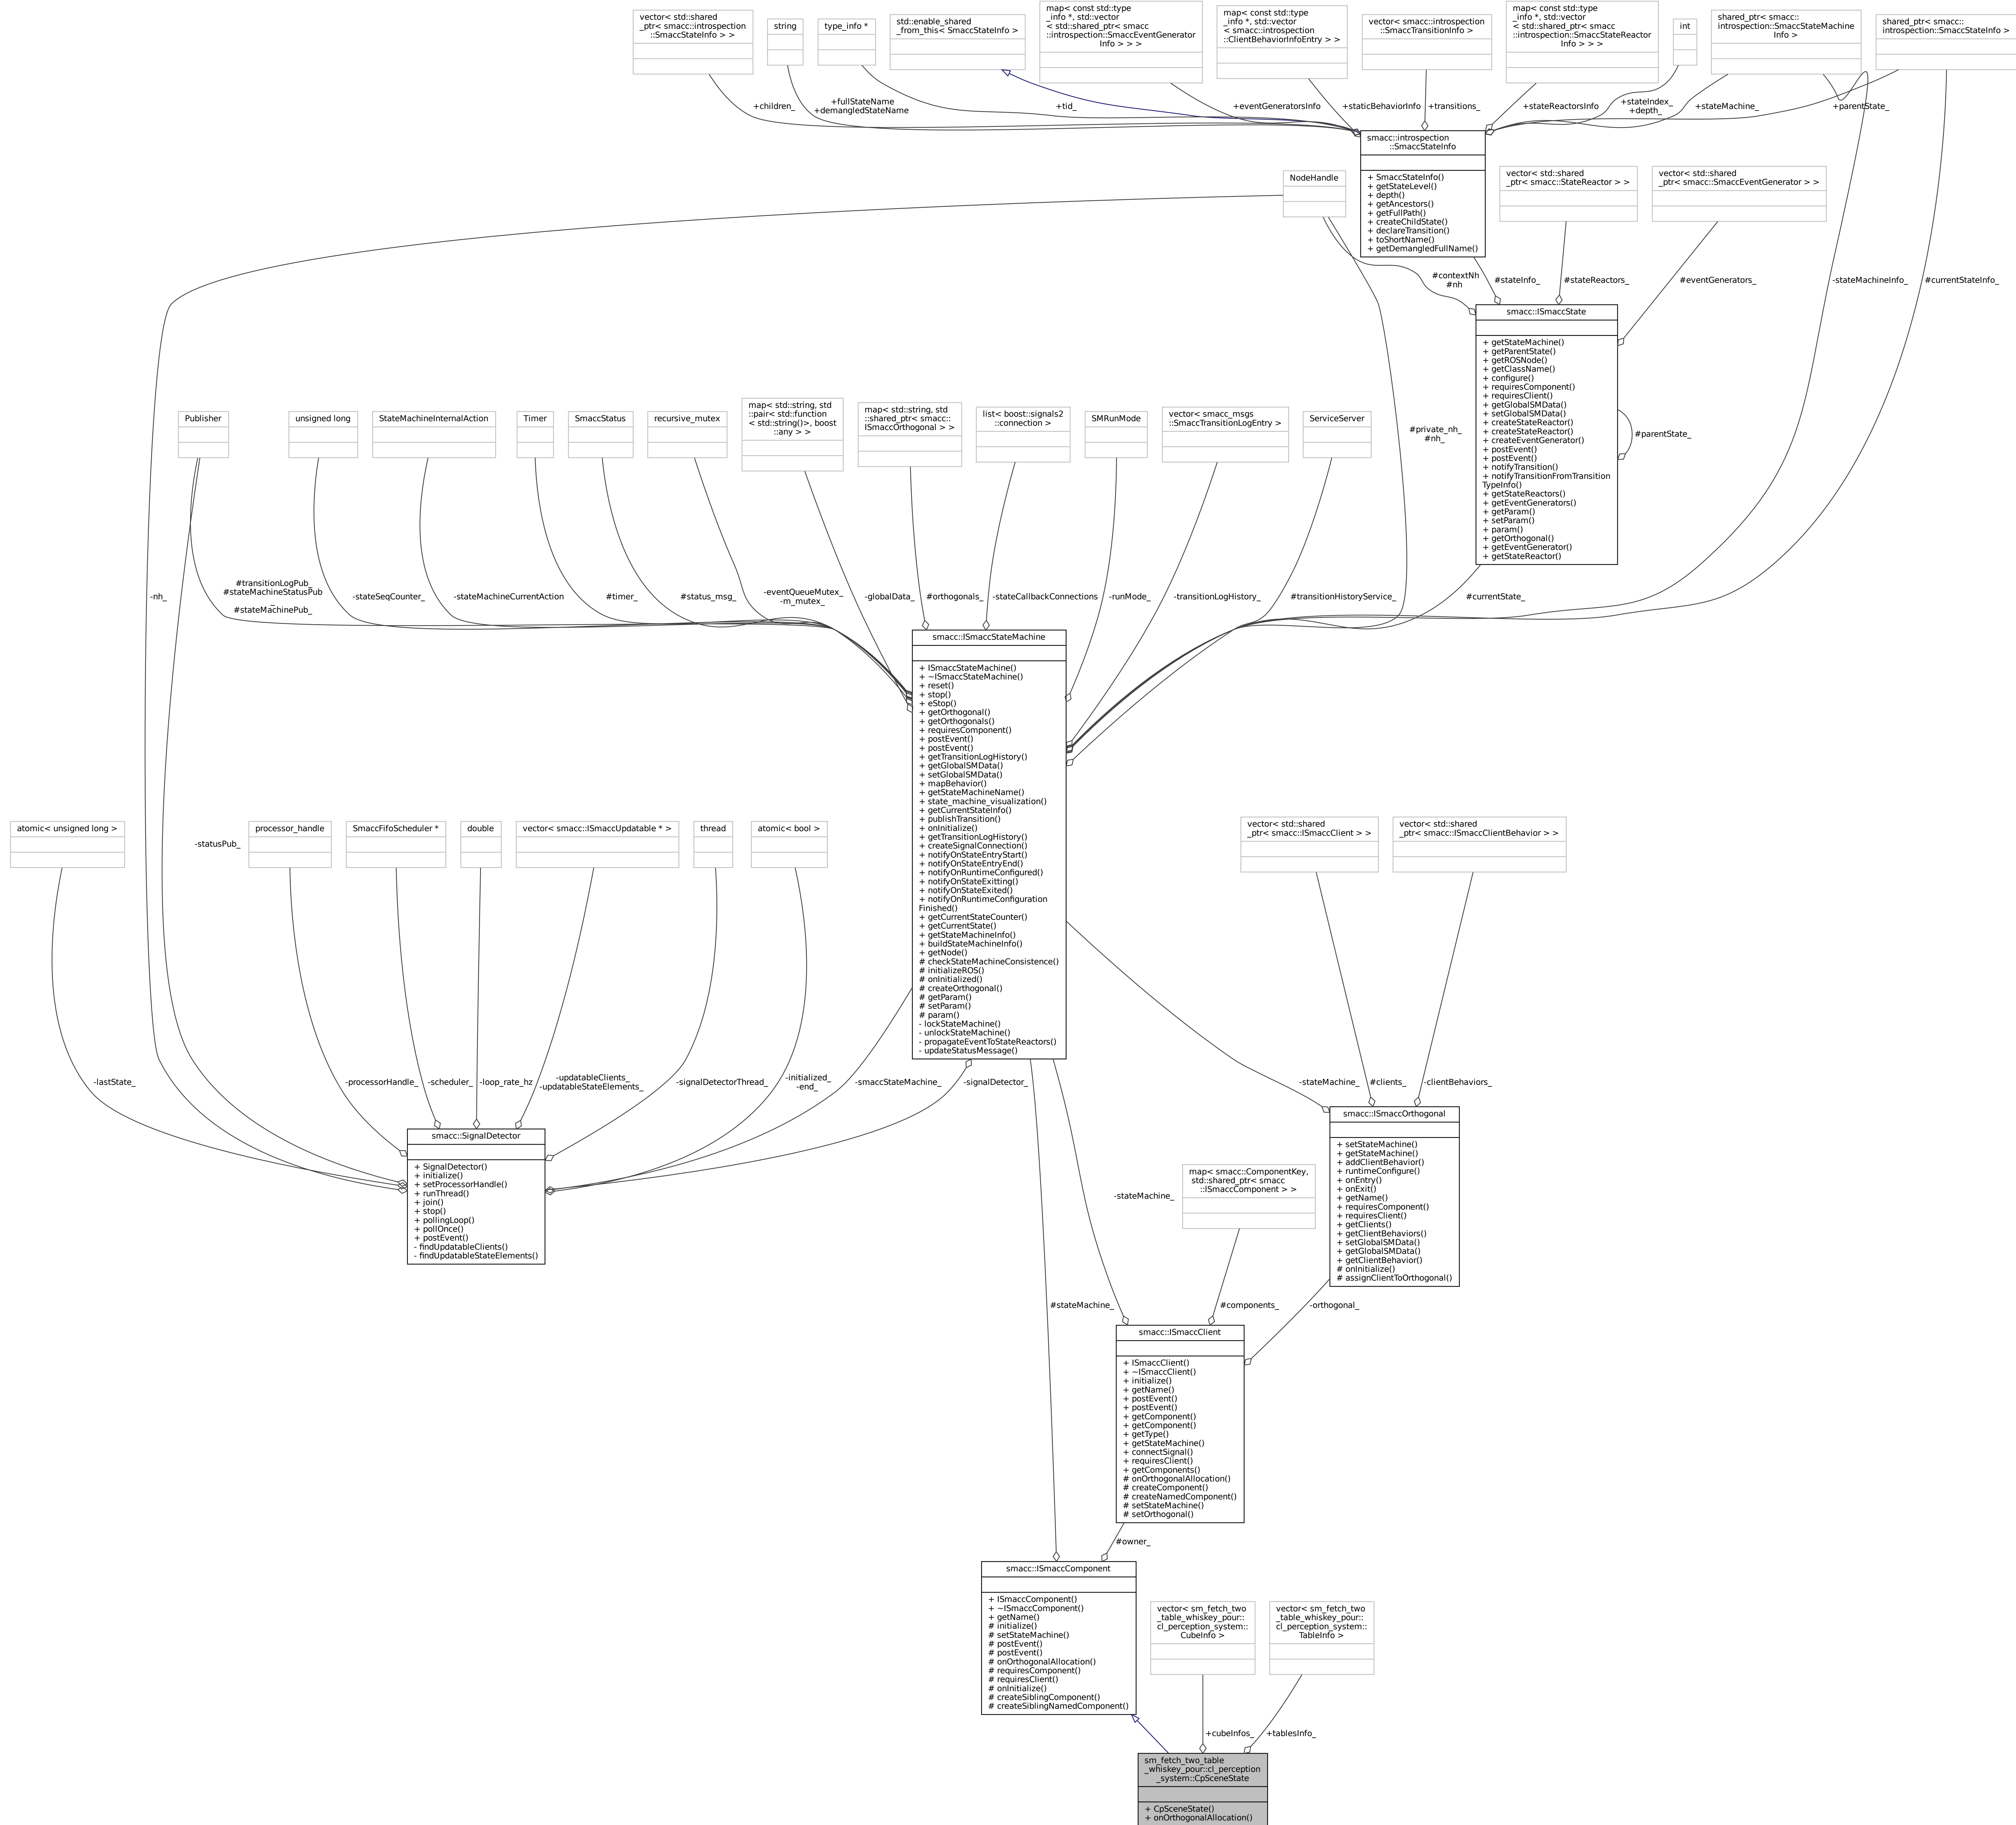 vector< std::shared
_ptr< smacc::introspection
::SmaccStateInfo > >
string
type_info *
std::enable_shared
_from_this< SmaccStateInfo >
map< const std::type
_info *, std::vector
< std::shared_ptr< smacc
::introspection::SmaccEventGenerator
Info > > >
map< const std::type
_info *, std::vector
< smacc::introspection
::ClientBehaviorInfoEntry > >
vector< smacc::introspection
::SmaccTransitionInfo >
map< const std::type
_info *, std::vector
< std::shared_ptr< smacc
::introspection::SmaccStateReactor
Info > > >
int
shared_ptr< smacc::
introspection::SmaccStateMachine
Info >
shared_ptr< smacc::
introspection::SmaccStateInfo >
+children_
+fullStateName
+demangledStateName
+tid_
+eventGeneratorsInfo
+staticBehaviorInfo
+transitions_
+stateReactorsInfo
+stateIndex_
+depth_
+stateMachine_
+parentState_
smacc::introspection
::SmaccStateInfo
+ SmaccStateInfo()
+ getStateLevel()
+ depth()
+ getAncestors()
+ getFullPath()
+ createChildState()
+ declareTransition()
+ toShortName()
+ getDemangledFullName()
NodeHandle
vector< std::shared
_ptr< smacc::StateReactor > >
vector< std::shared
_ptr< smacc::SmaccEventGenerator > >
#contextNh
#nh
#stateInfo_
#stateReactors_
#eventGenerators_
-stateMachineInfo_
#currentStateInfo_
smacc::ISmaccState
+ getStateMachine()
+ getParentState()
+ getROSNode()
+ getClassName()
+ configure()
+ requiresComponent()
+ requiresClient()
+ getGlobalSMData()
+ setGlobalSMData()
+ createStateReactor()
+ createStateReactor()
+ createEventGenerator()
+ postEvent()
+ postEvent()
+ notifyTransition()
+ notifyTransitionFromTransition
TypeInfo()
+ getStateReactors()
+ getEventGenerators()
+ getParam()
+ setParam()
+ param()
+ getOrthogonal()
+ getEventGenerator()
+ getStateReactor()
#parentState_
Publisher
unsigned long
StateMachineInternalAction
Timer
SmaccStatus
recursive_mutex
map< std::string, std
::pair< std::function
< std::string()>, boost
::any > >
map< std::string, std
::shared_ptr< smacc::
ISmaccOrthogonal > >
list< boost::signals2
::connection >
SMRunMode
vector< smacc_msgs
::SmaccTransitionLogEntry >
ServiceServer
#private_nh_
#nh_
-nh_
#transitionLogPub_
#stateMachineStatusPub
_
#stateMachinePub_
-stateSeqCounter_
-stateMachineCurrentAction
#timer_
#status_msg_
-eventQueueMutex_
-m_mutex_
-globalData_
#orthogonals_
-stateCallbackConnections
-runMode_
-transitionLogHistory_
#transitionHistoryService_
#currentState_
smacc::ISmaccStateMachine
+ ISmaccStateMachine()
+ ~ISmaccStateMachine()
+ reset()
+ stop()
+ eStop()
+ getOrthogonal()
+ getOrthogonals()
+ requiresComponent()
+ postEvent()
+ postEvent()
+ getTransitionLogHistory()
+ getGlobalSMData()
+ setGlobalSMData()
+ mapBehavior()
+ getStateMachineName()
+ state_machine_visualization()
+ getCurrentStateInfo()
+ publishTransition()
+ onInitialize()
+ getTransitionLogHistory()
+ createSignalConnection()
+ notifyOnStateEntryStart()
+ notifyOnStateEntryEnd()
+ notifyOnRuntimeConfigured()
+ notifyOnStateExitting()
+ notifyOnStateExited()
+ notifyOnRuntimeConfiguration
Finished()
+ getCurrentStateCounter()
+ getCurrentState()
+ getStateMachineInfo()
+ buildStateMachineInfo()
+ getNode()
# checkStateMachineConsistence()
# initializeROS()
# onInitialized()
# createOrthogonal()
# getParam()
# setParam()
# param()
- lockStateMachine()
- unlockStateMachine()
- propagateEventToStateReactors()
- updateStatusMessage()
atomic< unsigned long >
-statusPub_
processor_handle
SmaccFifoScheduler *
double
vector< smacc::ISmaccUpdatable * >
thread
atomic< bool >
vector< std::shared
_ptr< smacc::ISmaccClient > >
vector< std::shared
_ptr< smacc::ISmaccClientBehavior > >
-lastState_
-processorHandle_
-scheduler_
-loop_rate_hz
-updatableClients_
-updatableStateElements_
-signalDetectorThread_
-initialized_
-end_
-smaccStateMachine_
-signalDetector_
-stateMachine_
#clients_
-clientBehaviors_
smacc::SignalDetector
+ SignalDetector()
+ initialize()
+ setProcessorHandle()
+ runThread()
+ join()
+ stop()
+ pollingLoop()
+ pollOnce()
+ postEvent()
- findUpdatableClients()
- findUpdatableStateElements()
smacc::ISmaccOrthogonal
+ setStateMachine()
+ getStateMachine()
+ addClientBehavior()
+ runtimeConfigure()
+ onEntry()
+ onExit()
+ getName()
+ requiresComponent()
+ requiresClient()
+ getClients()
+ getClientBehaviors()
+ setGlobalSMData()
+ getGlobalSMData()
+ getClientBehavior()
# onInitialize()
# assignClientToOrthogonal()
-stateMachine_
map< smacc::ComponentKey,
std::shared_ptr< smacc
::ISmaccComponent > >
#stateMachine_
#components_
-orthogonal_
smacc::ISmaccClient
+ ISmaccClient()
+ ~ISmaccClient()
+ initialize()
+ getName()
+ postEvent()
+ postEvent()
+ getComponent()
+ getComponent()
+ getType()
+ getStateMachine()
+ connectSignal()
+ requiresClient()
+ getComponents()
# onOrthogonalAllocation()
# createComponent()
# createNamedComponent()
# setStateMachine()
# setOrthogonal()
#owner_
smacc::ISmaccComponent
+ ISmaccComponent()
+ ~ISmaccComponent()
+ getName()
# initialize()
# setStateMachine()
# postEvent()
# postEvent()
# onOrthogonalAllocation()
# requiresComponent()
# requiresClient()
# onInitialize()
# createSiblingComponent()
# createSiblingNamedComponent()
vector< sm_fetch_two
_table_whiskey_pour::
cl_perception_system::
CubeInfo >
vector< sm_fetch_two
_table_whiskey_pour::
cl_perception_system::
TableInfo >
+cubeInfos_
+tablesInfo_
sm_fetch_two_table
_whiskey_pour::cl_perception
_system::CpSceneState
+ CpSceneState()
+ onOrthogonalAllocation()